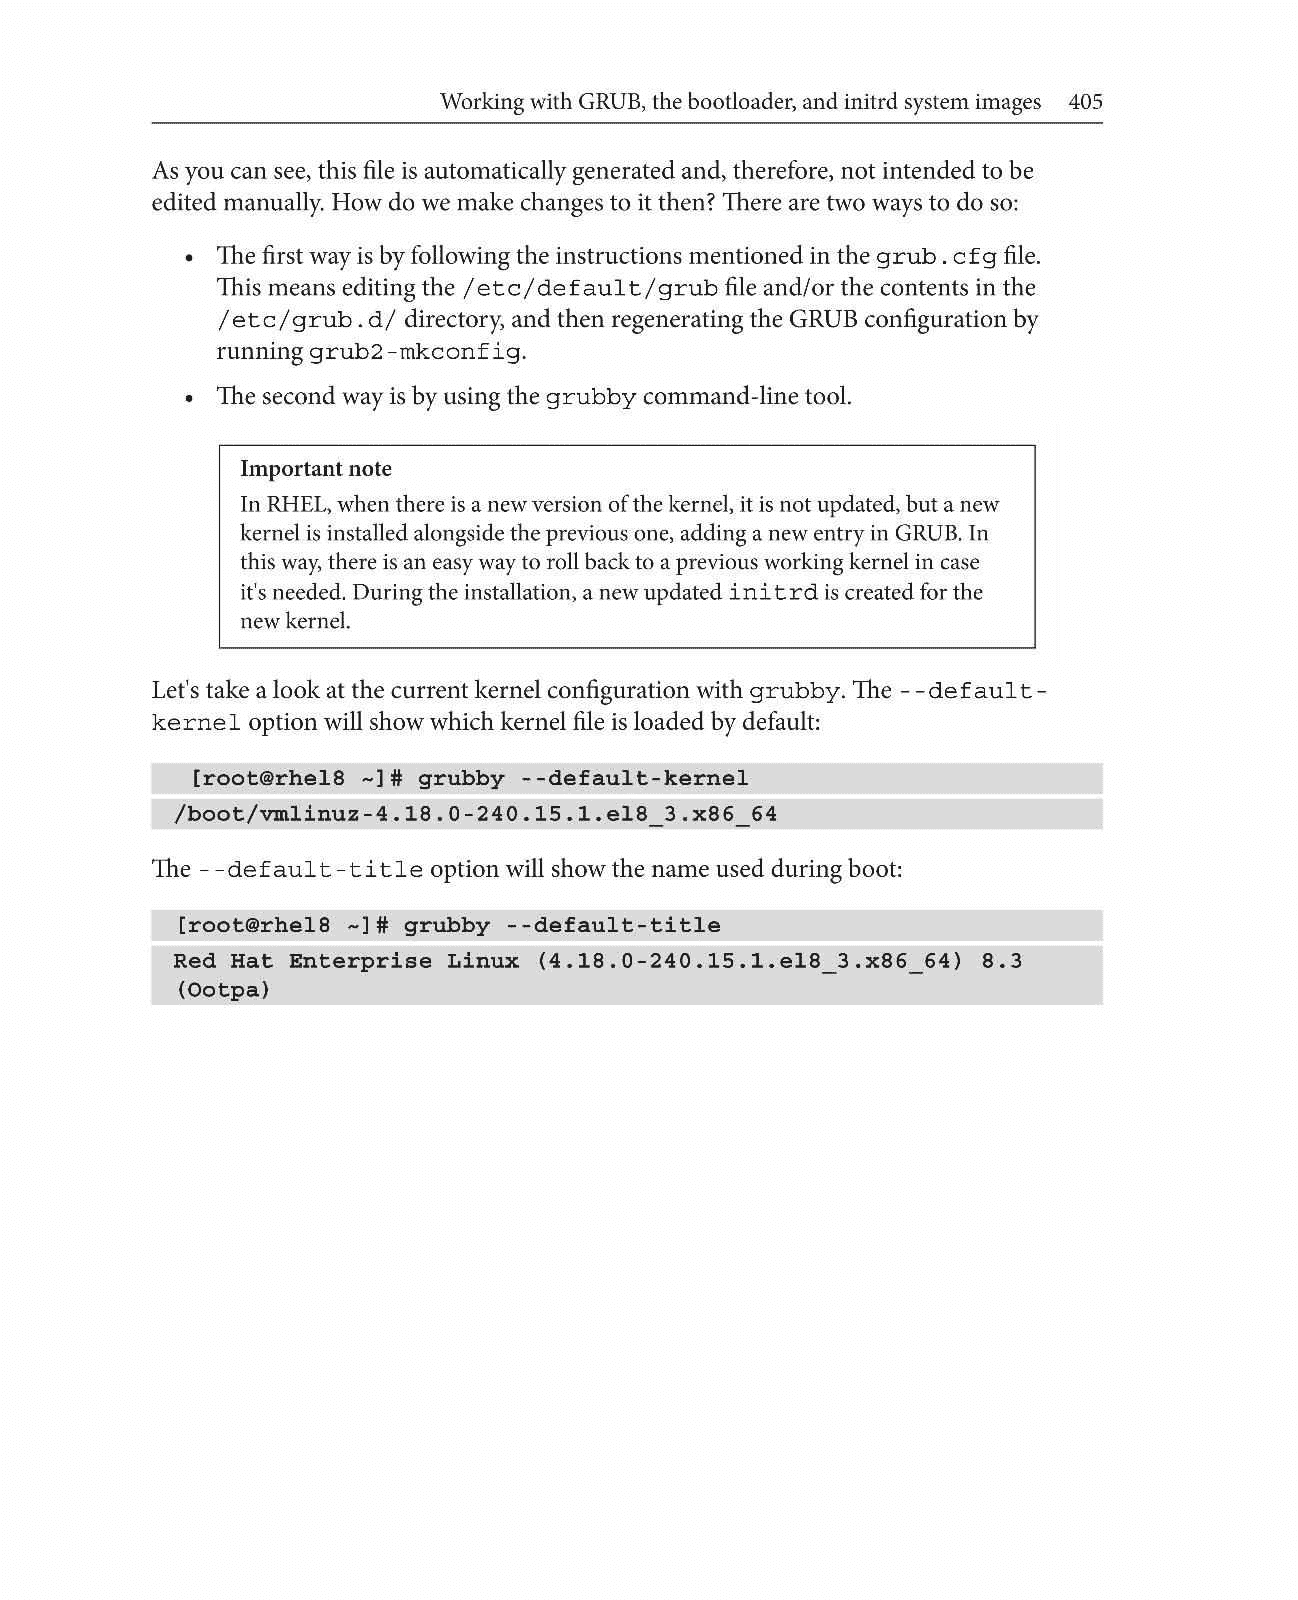 Working with GRUB, the bootloader, and initrd system images 405
As you can see, this file is automatically generated and, therefore, not intended to be
edited manually. How do we make changes to it then? There are two ways to do so:
• The first way is by following the instructions mentioned in the grub.cfg file.
This means editing the /etc/default/grub file and/or the contents in the
/etc/grub.d/ directory, and then regenerating the GRUB configuration by
running grub2-mkconfig.
• The second way is by using the grubby command-line tool.
Important note
In RHEL, when there is a new version of the kernel, it is not updated, but a new
kernel is installed alongside the previous one, adding a new entry in GRUB. In
this way, there is an easy way to roll back to a previous working kernel in case
it's needed. During the installation, a new updated initrd is created for the
new kernel.
Let's take a look at the current kernel configuration with grubby. The --default-
kernel option will show which kernel file is loaded by default:
[root@rhel8 ~]# grubby --default-kernel
/boot/vmlinuz-4.18.0-240.15.1.el8_3.x86_64
The --default-title option will show the name used during boot:
[root@rhel8 ~]# grubby --default-title
Red Hat Enterprise Linux (4.18.0-240.15.1.el8_3.x86_64) 8.3
(Ootpa)